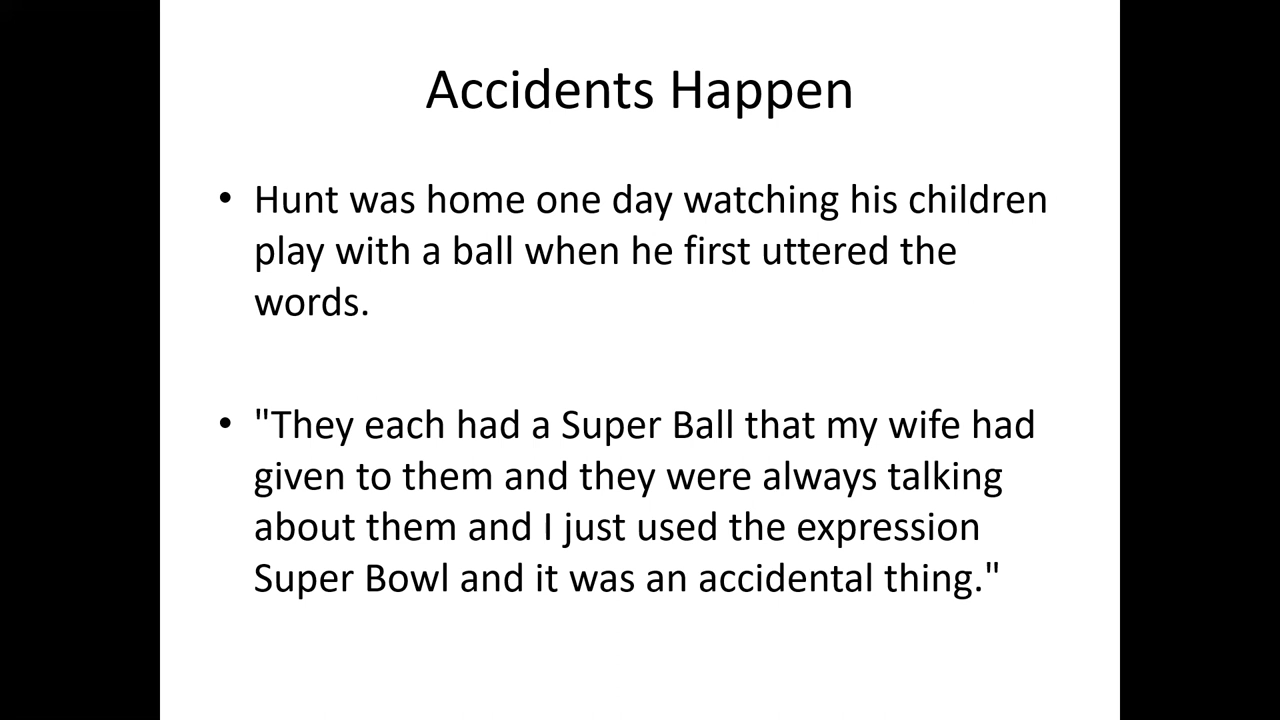 Accidents Happen
• Hunt was home one day watching his children
play with a ball when he first uttered the
words.
• "They each had a Super Ball that my wife had
given to them and they were always talking
about them and I just used the expression
Super Bowl and it was an accidental thing."